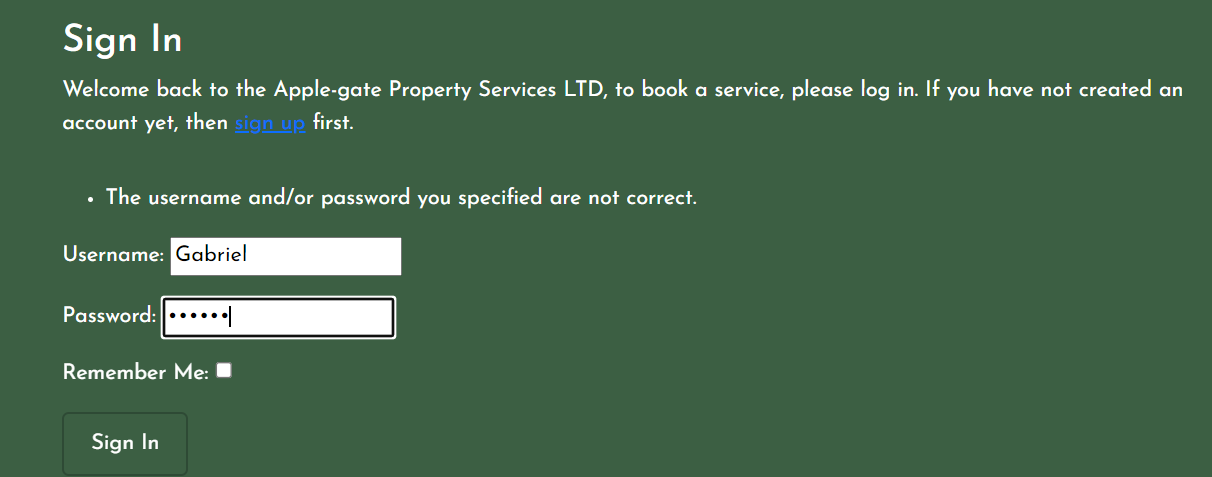 Sign In
Welcome back to the Apple-gate Property Services LTD, to book a service, please log in. If you have not created an
account yet, then sign up first.
• The username and/or password you specified are not correct.
Username: Gabriel
Password: ••••••
Remember Me:
Sign In